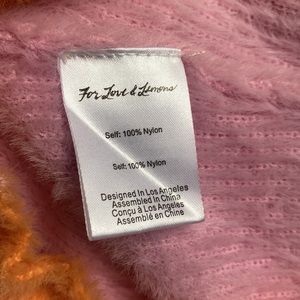 For Love & Lemons
Self: 100% Nylon
Self: 100% Nylon
Designed In Los Angeles
Assembled in China
Conçu à Los Angeles
Assemblé en Chine